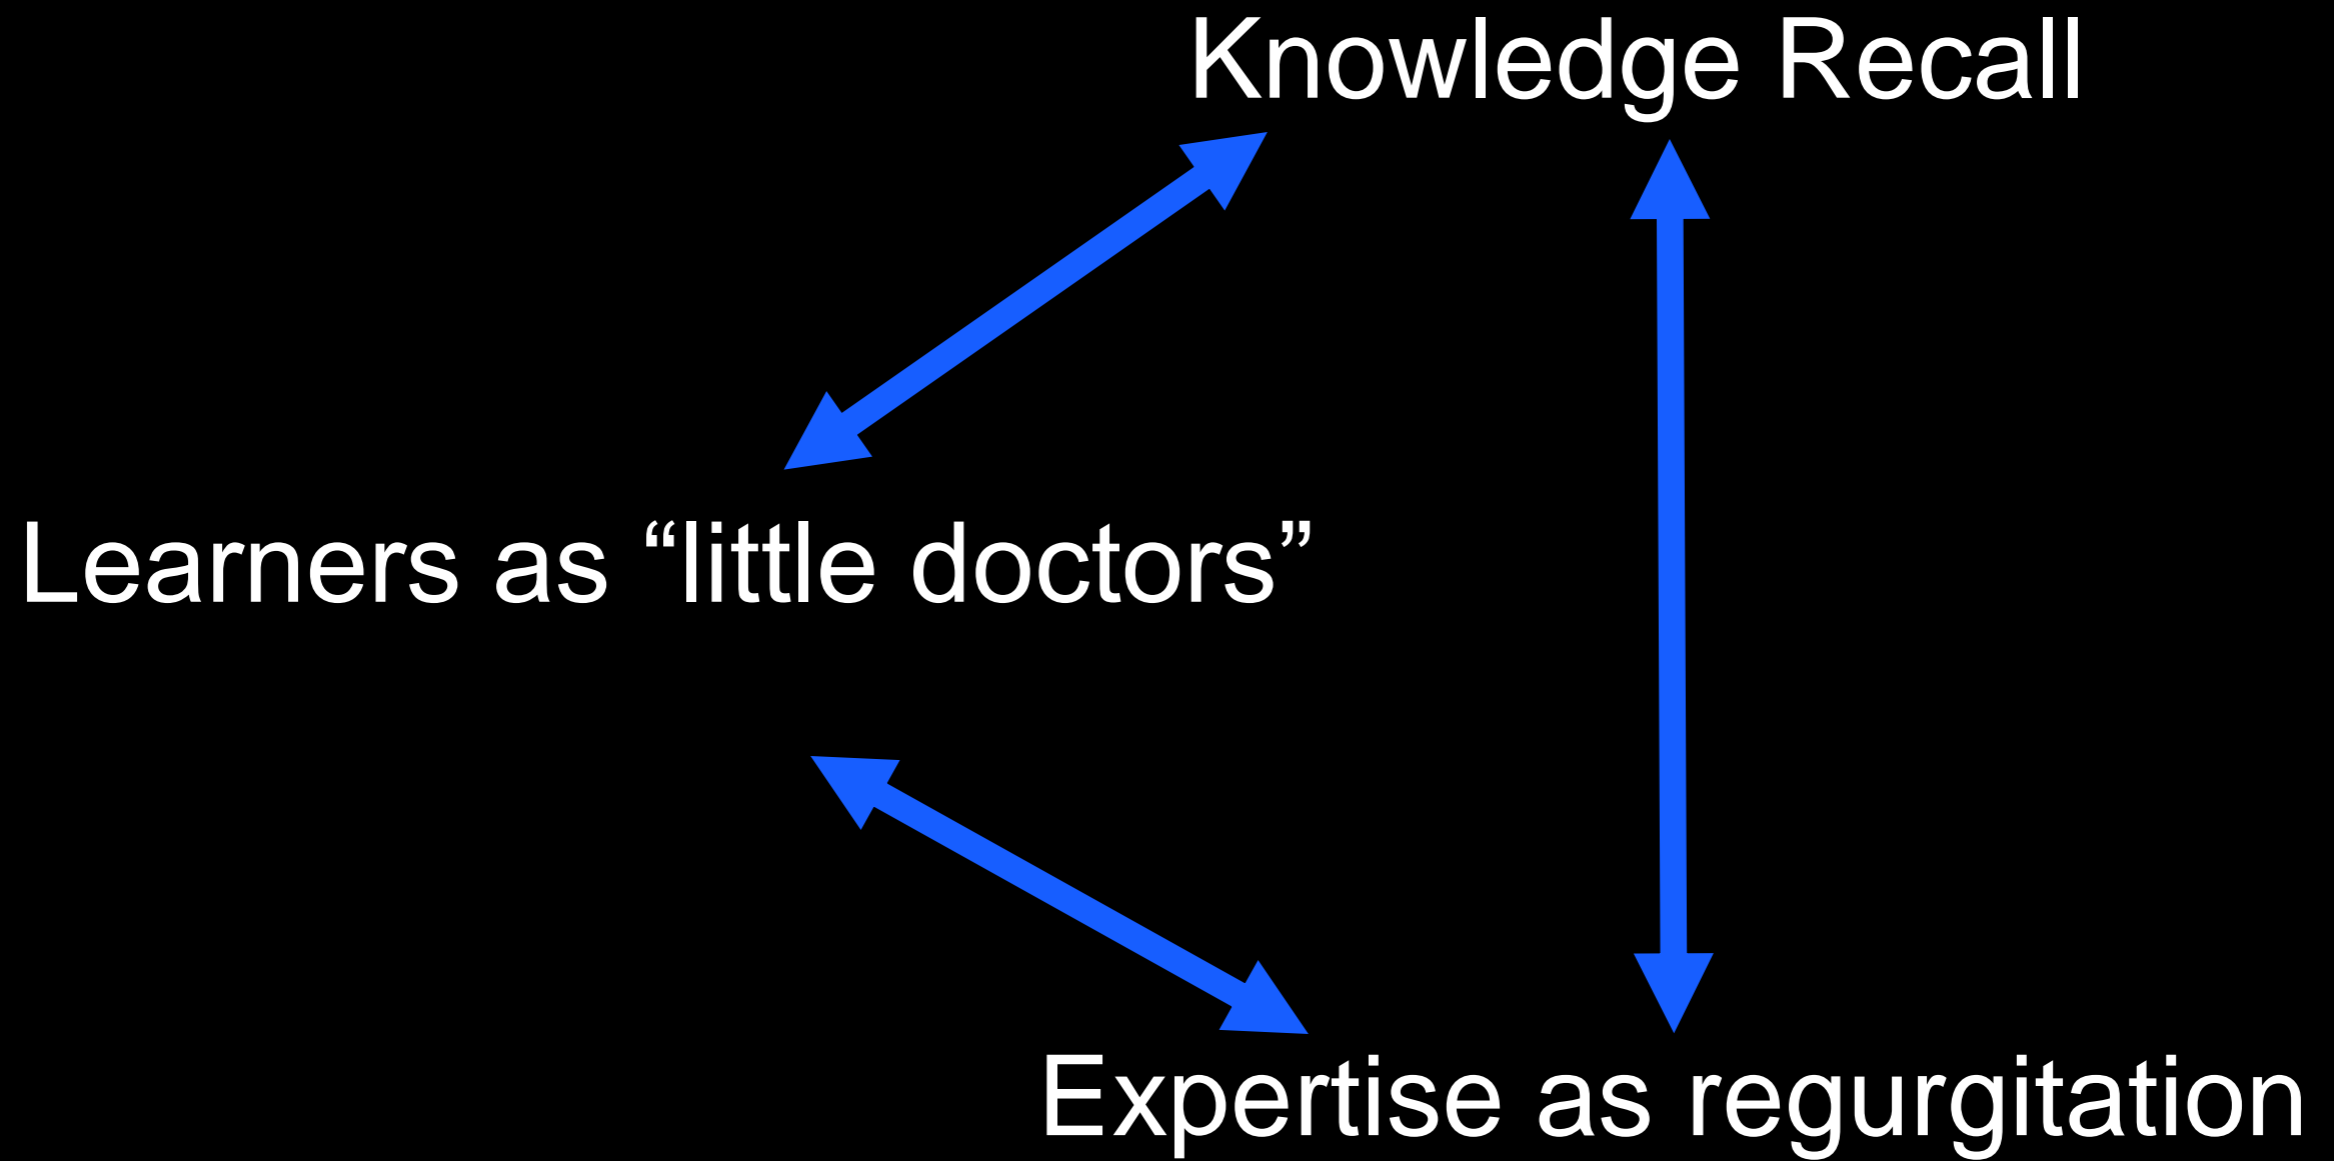 Knowledge Recall
Learners as “little doctors”
Expertise as regurgitation